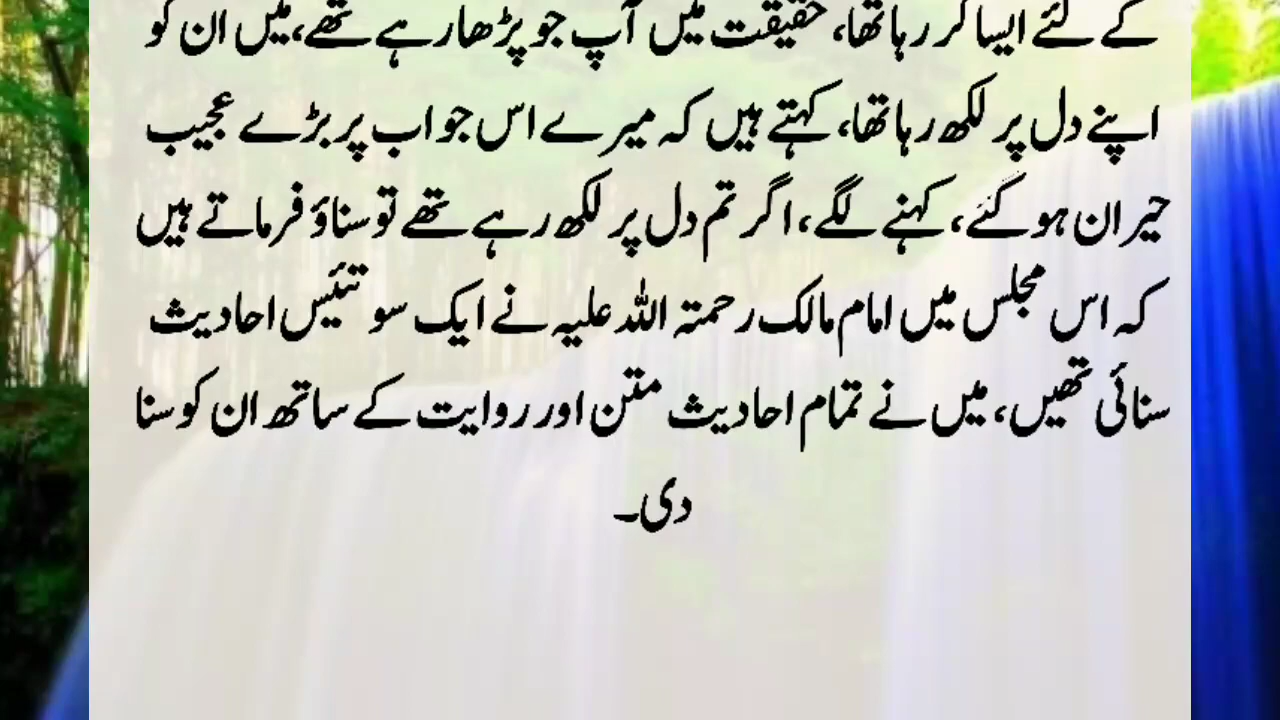 کے لئے ایسا کر رہا تھا، حقیقت میں آپ جو پڑھا رہے تھے، میں ان کو
اپنے دل پر لکھ رہا تھا، کہتے ہیں کہ میرے اس جواب پر بڑے عجیب
حیران ہو گئے، کہنے لگے، اگر تم دل پر لکھ رہے تھے تو سناؤ فرماتے ہیں
کہ اس مجلس میں امام مالک رحمتہ اللہ علیہ نے ایک سو تئیس احادیث
سنائی تھیں، میں نے تمام احادیث متن اور روایت کے ساتھ ان کو سنا
دی۔